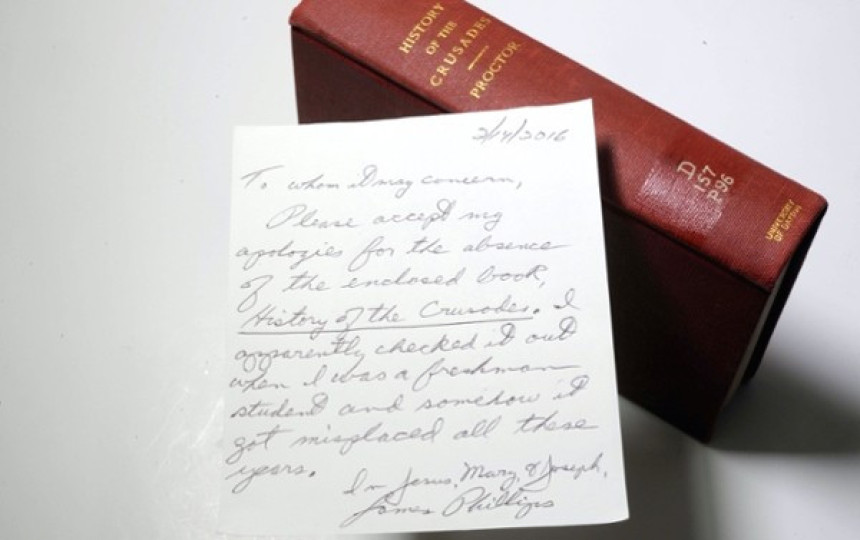 HISTORY
OF THE
CRUSADES
PROCTOR
D
157
P96
UNIVERSITY
OF DAYTON
2/14/2016
To whom it may concern,
Please accept my
apologies for the absence
of the enclosed book,
History of the Crusades. I
apparently checked it out
when I was a freshman
student and somehow it
got misplaced all these
years.
In Jesus, Mary, & Joseph,
James Phillips